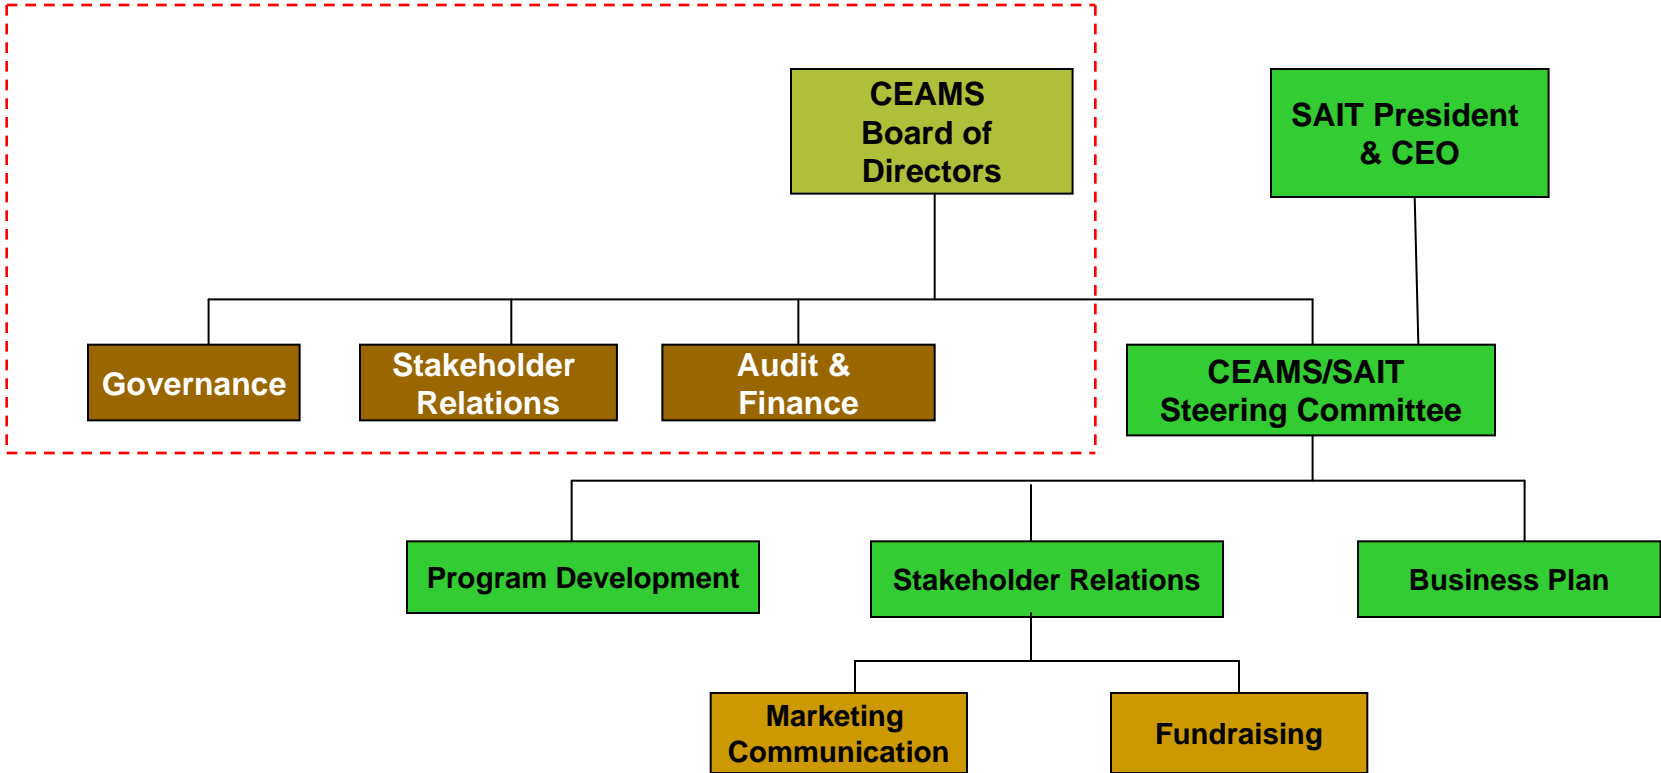 CEAMS
Board of
Directors
SAIT President
& CEO
Governance
Stakeholder
Relations
Audit &
Finance
CEAMS/SAIT
Steering Committee
Program Development
Stakeholder Relations
Business Plan
Marketing
Communication
Fundraising